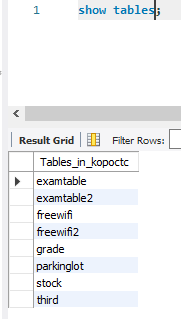 1 show tables;
Result Grid Filter Rows:
Tables_in_kopoctc
examtable
examtable2
freewifi
freewifi2
grade
parkinglot
stock
third